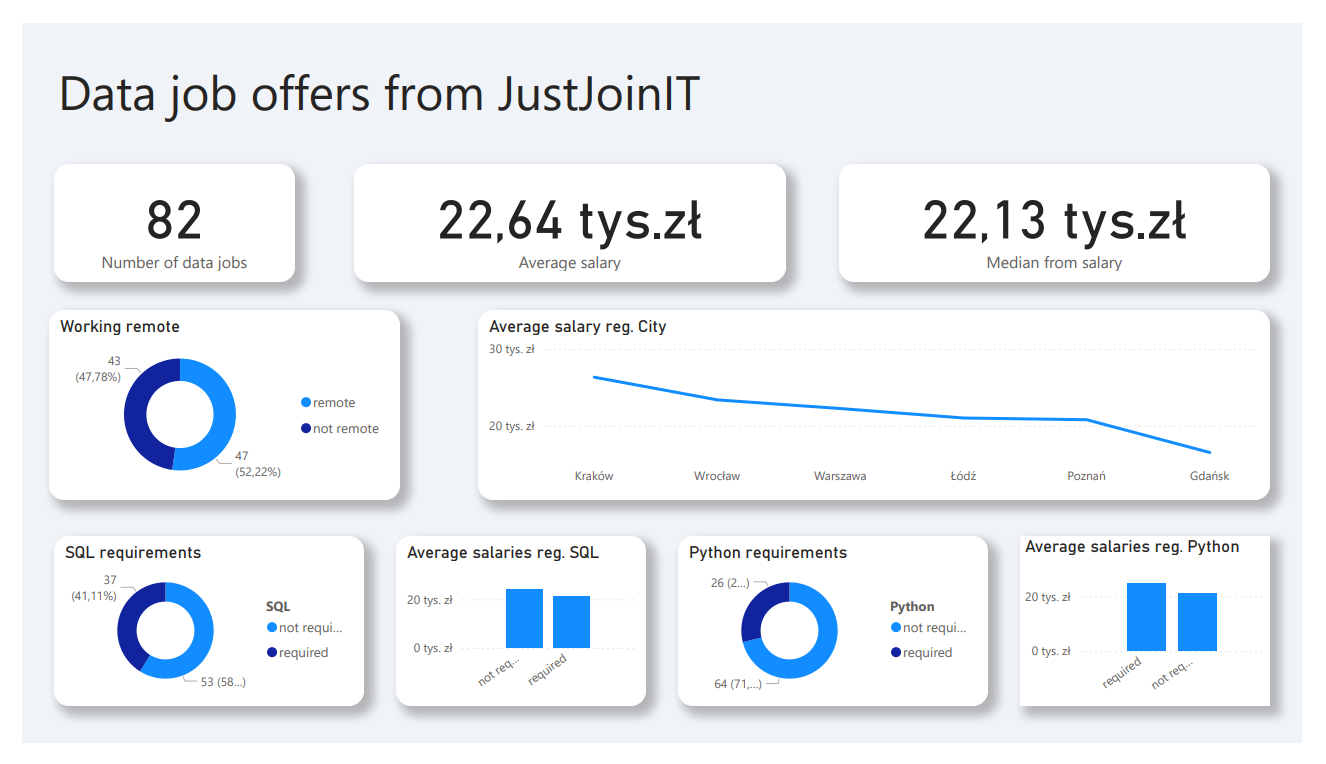 Data job offers from JustJoinIT
82
Number of data jobs
22,64 tys.zł
Average salary
22,13 tys.zł
Median from salary
Working remote
43
(47,78%)
47
(52,22%)
remote
not remote
Average salary reg. City
30 tys. zł
20 tys. zł
Kraków Wrocław Warszawa Łódź Poznań Gdańsk
SQL requirements
37
(41,11%)
53 (58...)
SQL
not requi...
required
Average salaries reg. SQL
20 tys. zł
0 tys. zł
not req...
required
Python requirements
26 (2...)
64 (71,...)
Python
not requi...
required
Average salaries reg. Python
20 tys. zł
0 tys. zł
required
not req...